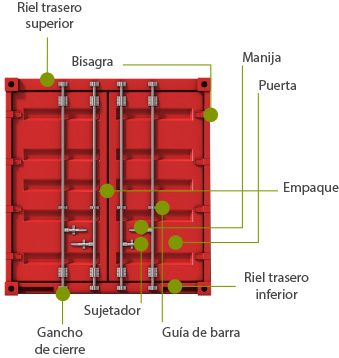 Riel trasero
superior
Bisagra
Manija
Puerta
Empaque
Riel trasero
inferior
Sujetador
Gancho
de cierre
Guía de barra